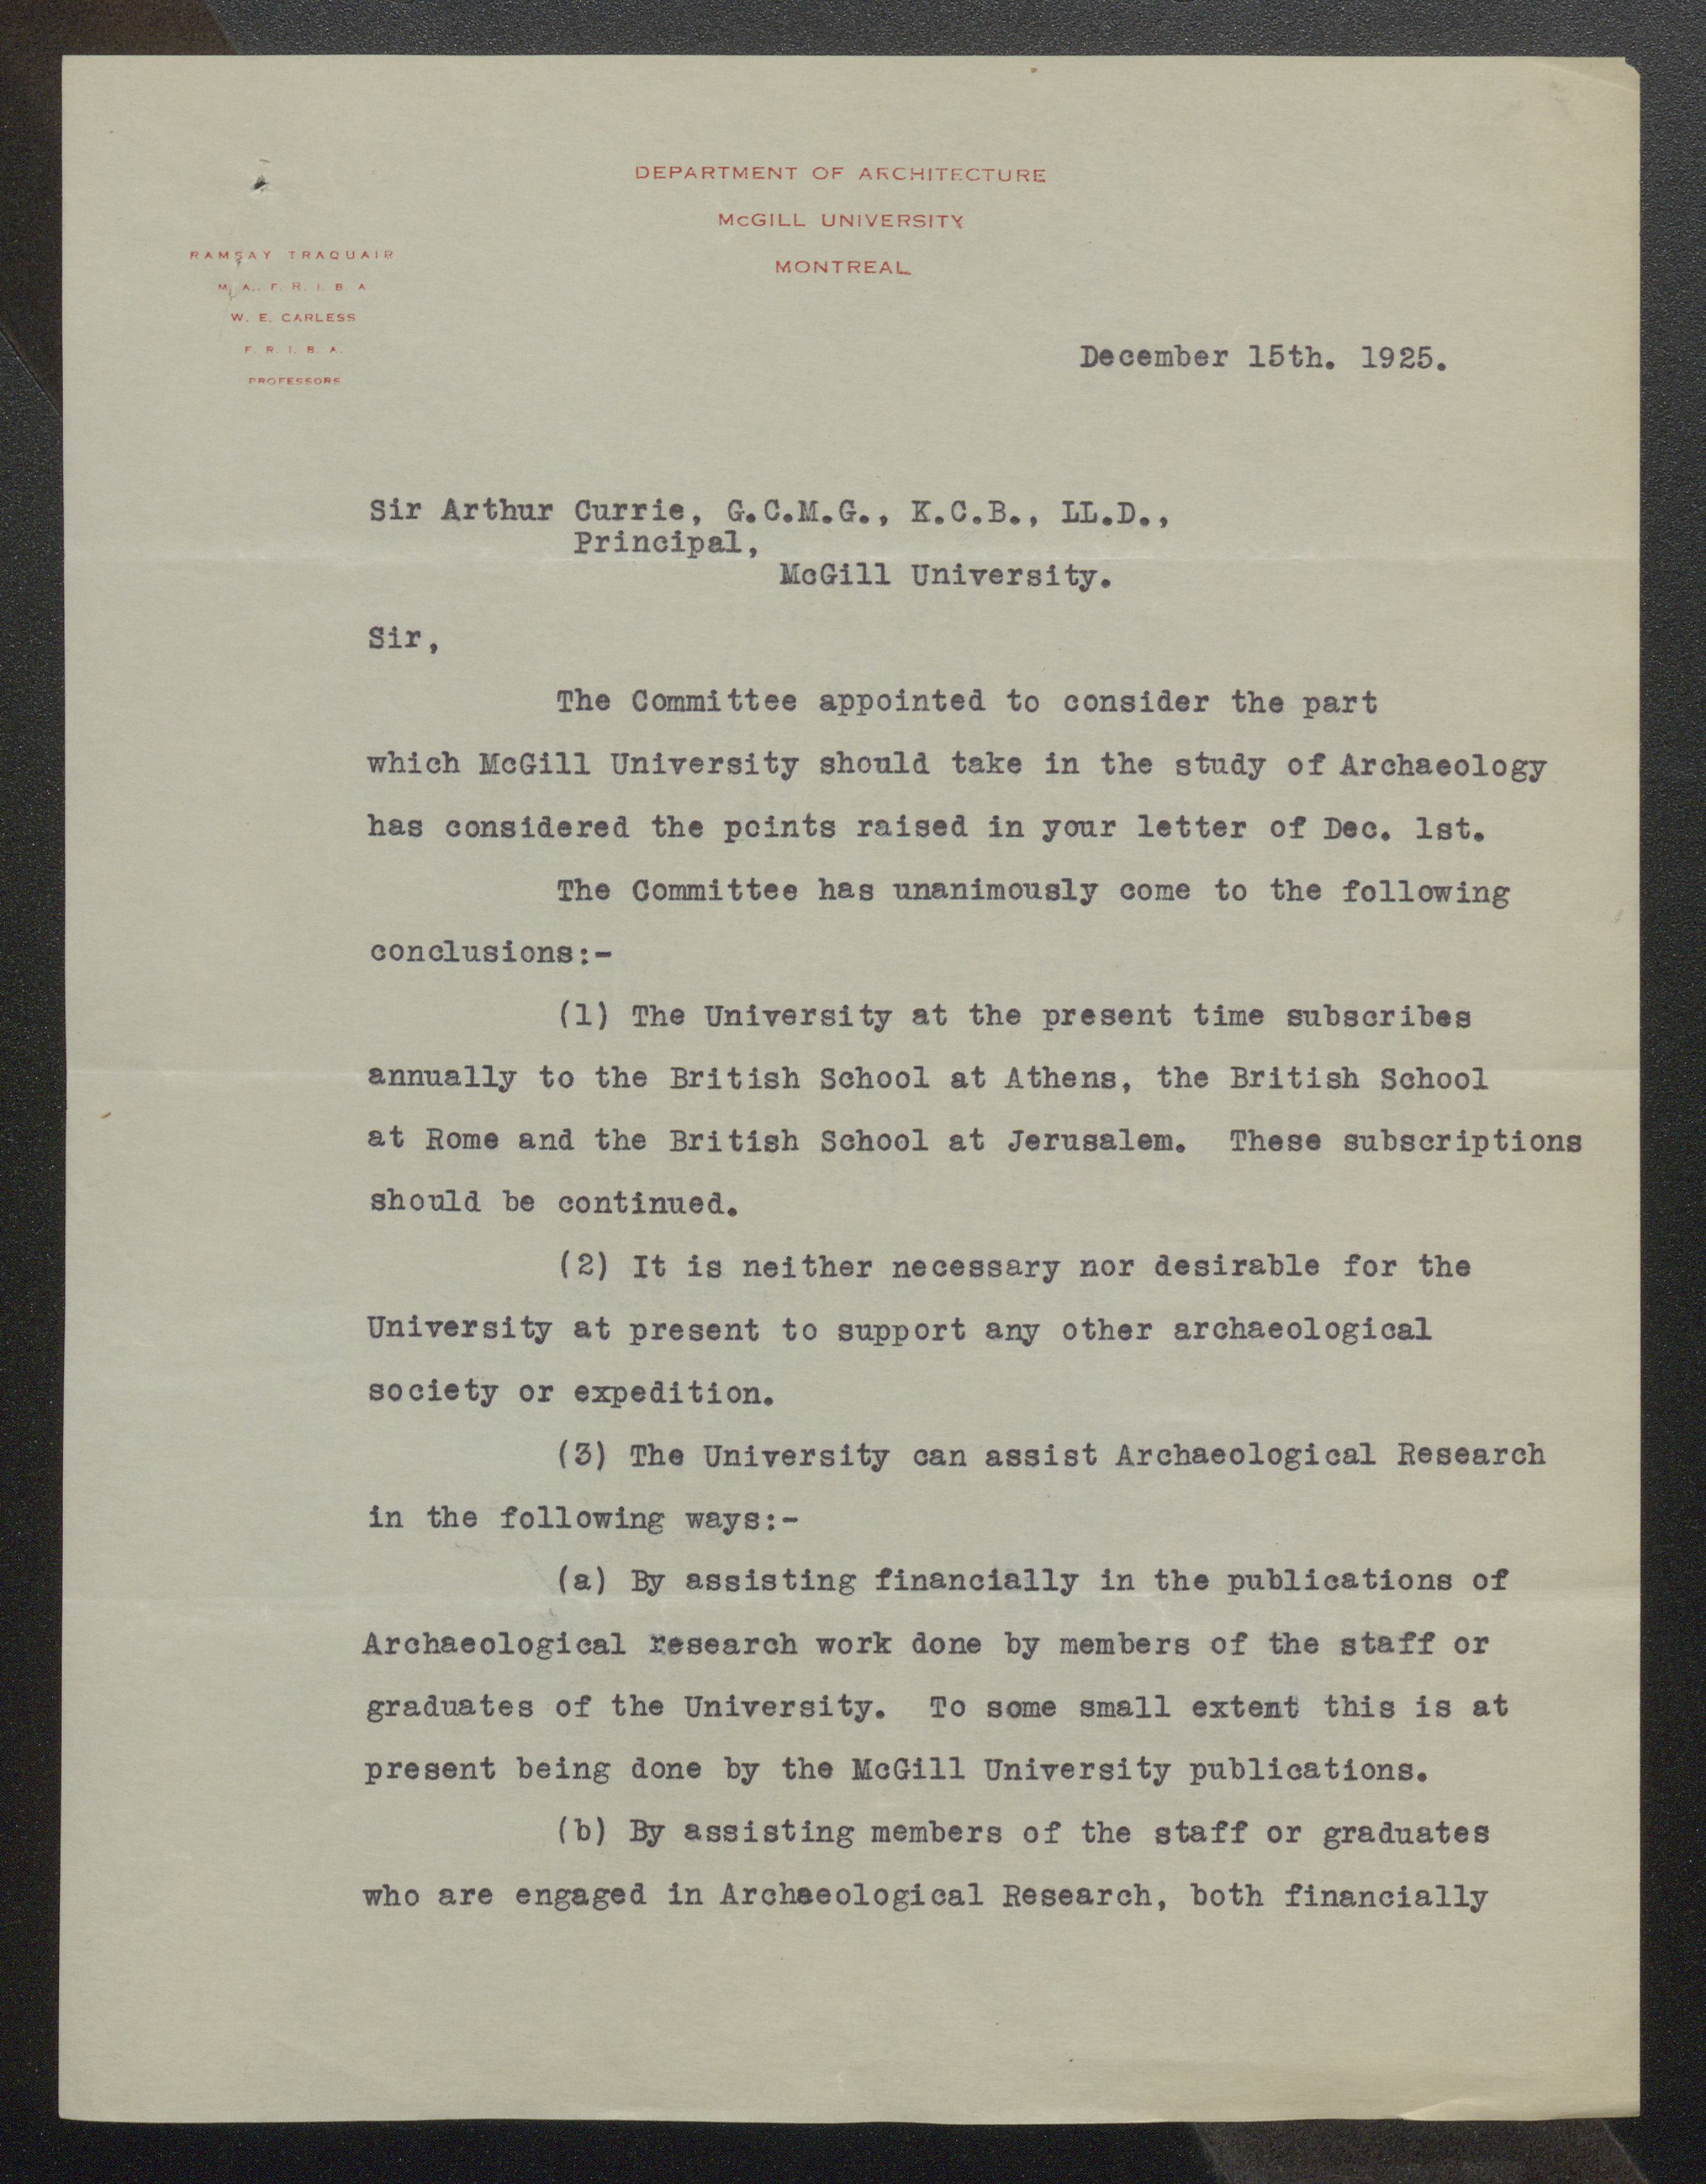 DEPARTMENT OF ARCHITECTURE
McGILL UNIVERSITY
MONTREAL
RAMSAY TRAQUAIR
M. A., F. R. I. B. A.
W. E. CARLESS
F. R. I. B. A.
PROFESSORS
December 15th. 1925.
Sir Arthur Currie, G.C.M.G., K.C.B., LL.D.,
Principal,
McGill University.
Sir,
The Committee appointed to consider the part
which McGill University should take in the study of Archaeology
has considered the points raised in your letter of Dec. 1st.
The Committee has unanimously come to the following
conclusions:-
(1) The University at the present time subscribes
annually to the British School at Athens, the British School
at Rome and the British School at Jerusalem. These subscriptions
should be continued.
(2) It is neither necessary nor desirable for the
University at present to support any other archaeological
society or expedition.
(3) The University can assist Archaeological Research
in the following ways:-
(a) By assisting financially in the publications of
Archaeological research work done by members of the staff or
graduates of the University. To some small extent this is at
present being done by the McGill University publications.
(b) By assisting members of the staff or graduates
who are engaged in Archaeological Research, both financially